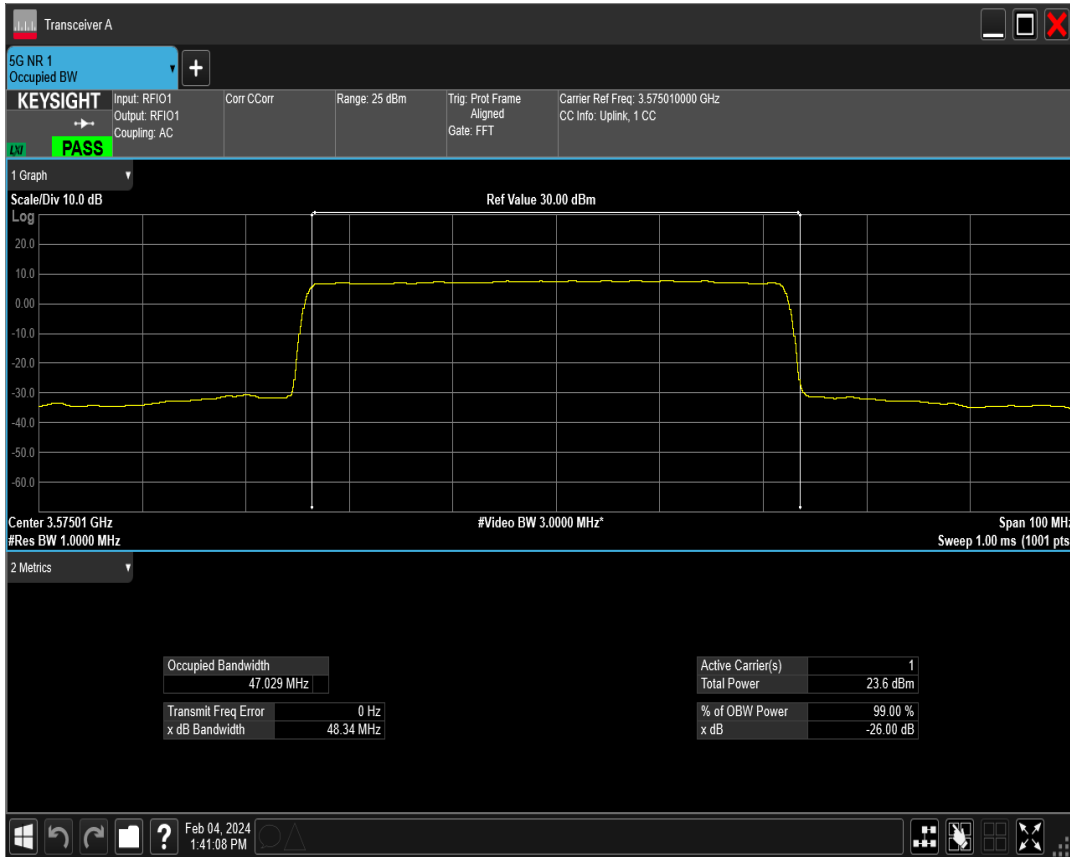 Transceiver A
5G NR 1
Occupied BW
KEYSIGHT
Input: RFIO1
Output: RFIO1
Coupling: AC
Corr CCorr
Range: 25 dBm
Trig: Prot Frame
Aligned
Gate: FFT
Carrier Ref Freq: 3.575010000 GHz
CC Info: Uplink, 1 CC
LXI
PASS
1 Graph
Scale/Div 10.0 dB
Ref Value 30.00 dBm
Log
20.0
10.0
0.00
-10.0
-20.0
-30.0
-40.0
-50.0
-60.0
Center 3.57501 GHz
#Video BW 3.0000 MHz*
Span 100 MHz
#Res BW 1.0000 MHz
Sweep 1.00 ms (1001 pts
2 Metrics
Occupied Bandwidth
47.029 MHz
Transmit Freq Error 0 Hz
x dB Bandwidth 48.34 MHz
Active Carrier(s) 1
Total Power 23.6 dBm
% of OBW Power 99.00 %
x dB -26.00 dB
?
Feb 04, 2024
1:41:08 PM